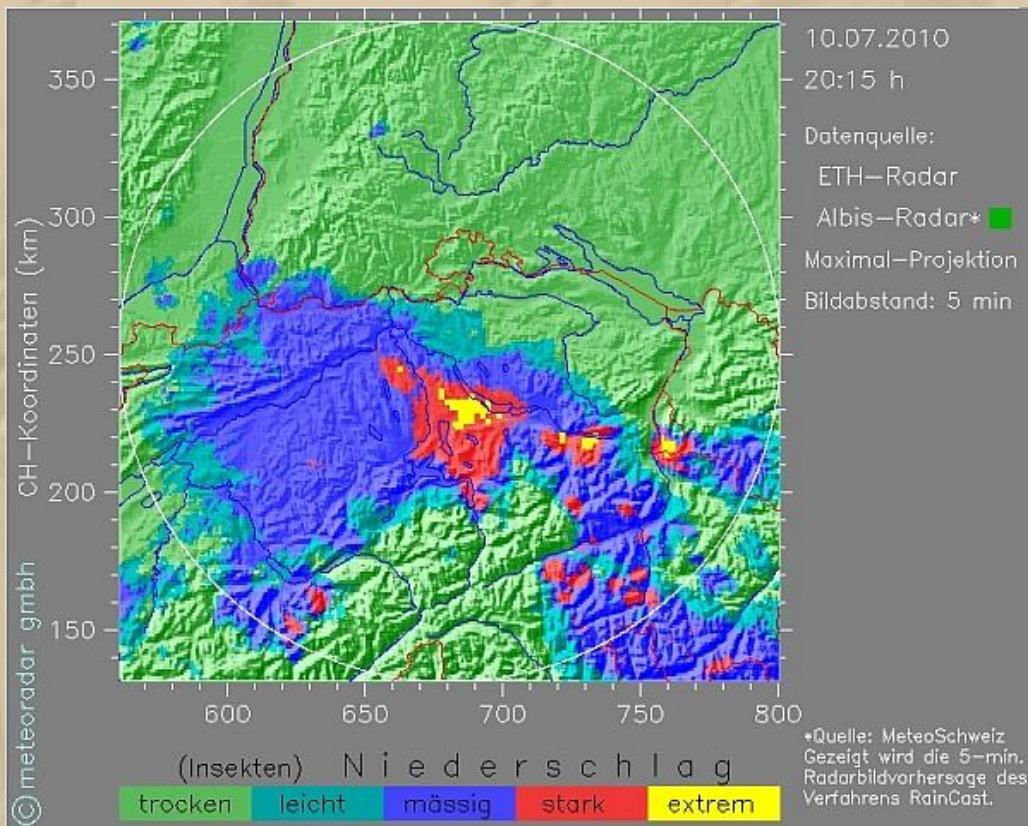 350
300
250
200
150
CH-Koordinaten (km)
© meteoradar gmbh
600
650
700
750
800
10.07.2010
20:15 h
Datenquelle:
ETH-Radar
Albis-Radar*
Maximal-Projektion
Bildabstand: 5 min
(Insekten) Niederschlag
trocken leicht mässig stark extrem
*Quelle: MeteoSchweiz
Gezeigt wird die 5-min.
Radarbildvorhersage des
Verfahrens RainCast.